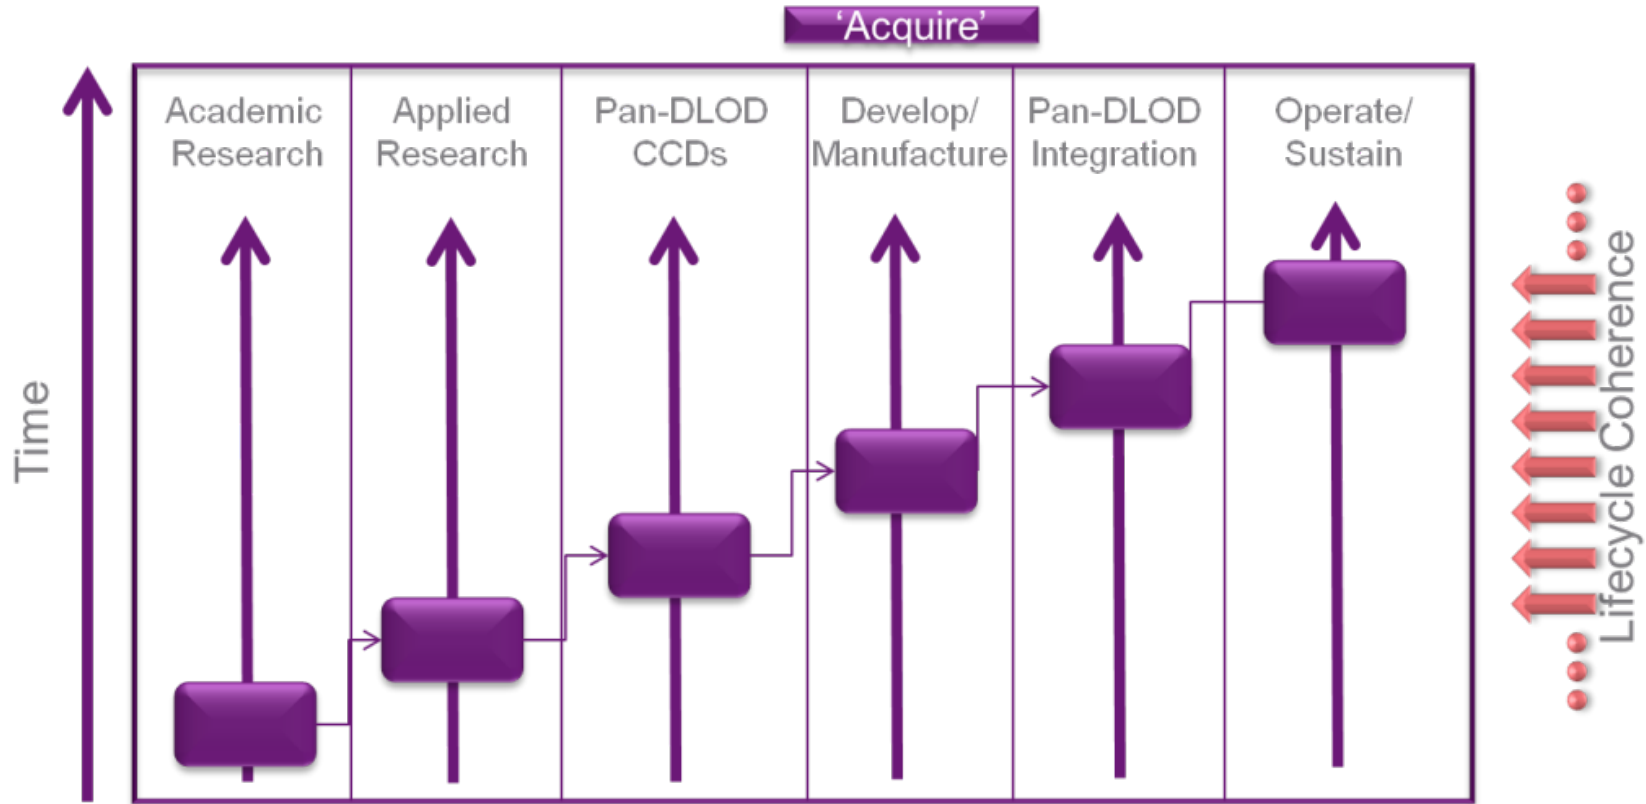 ‘Acquire’
Academic
Research
Applied
Research
Pan-DLOD
CCDs
Develop/
Manufacture
Pan-DLOD
Integration
Operate/
Sustain
Time
Lifecycle Coherence